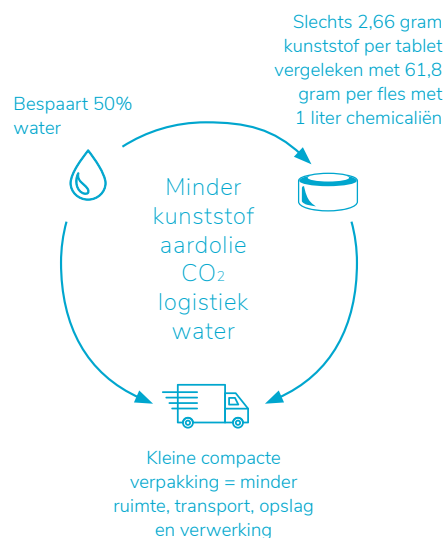 Slechts 2,66 gram
kunststof per tablet
vergeleken met 61,8
gram per fles met
1 liter chemicaliën
Bespaart 50%
water
Minder
kunststof
aardolie
CO₂
logistiek
water
Kleine compacte
verpakking = minder
ruimte, transport, opslag
en verwerking